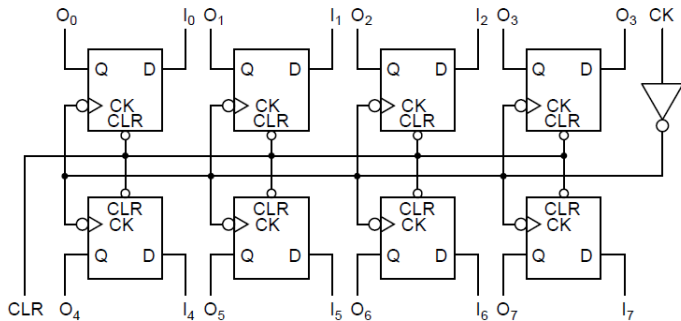 O0 I0 O1 I1 O2 I2 O3 O3 CK
Q D Q D Q D Q D
CK CK CK CK
CLR CLR CLR CLR
CLR CLR CLR CLR
CK CK CK CK
Q D Q D Q D Q D
CLR O4 I4 O5 I5 O6 I6 O7 I7